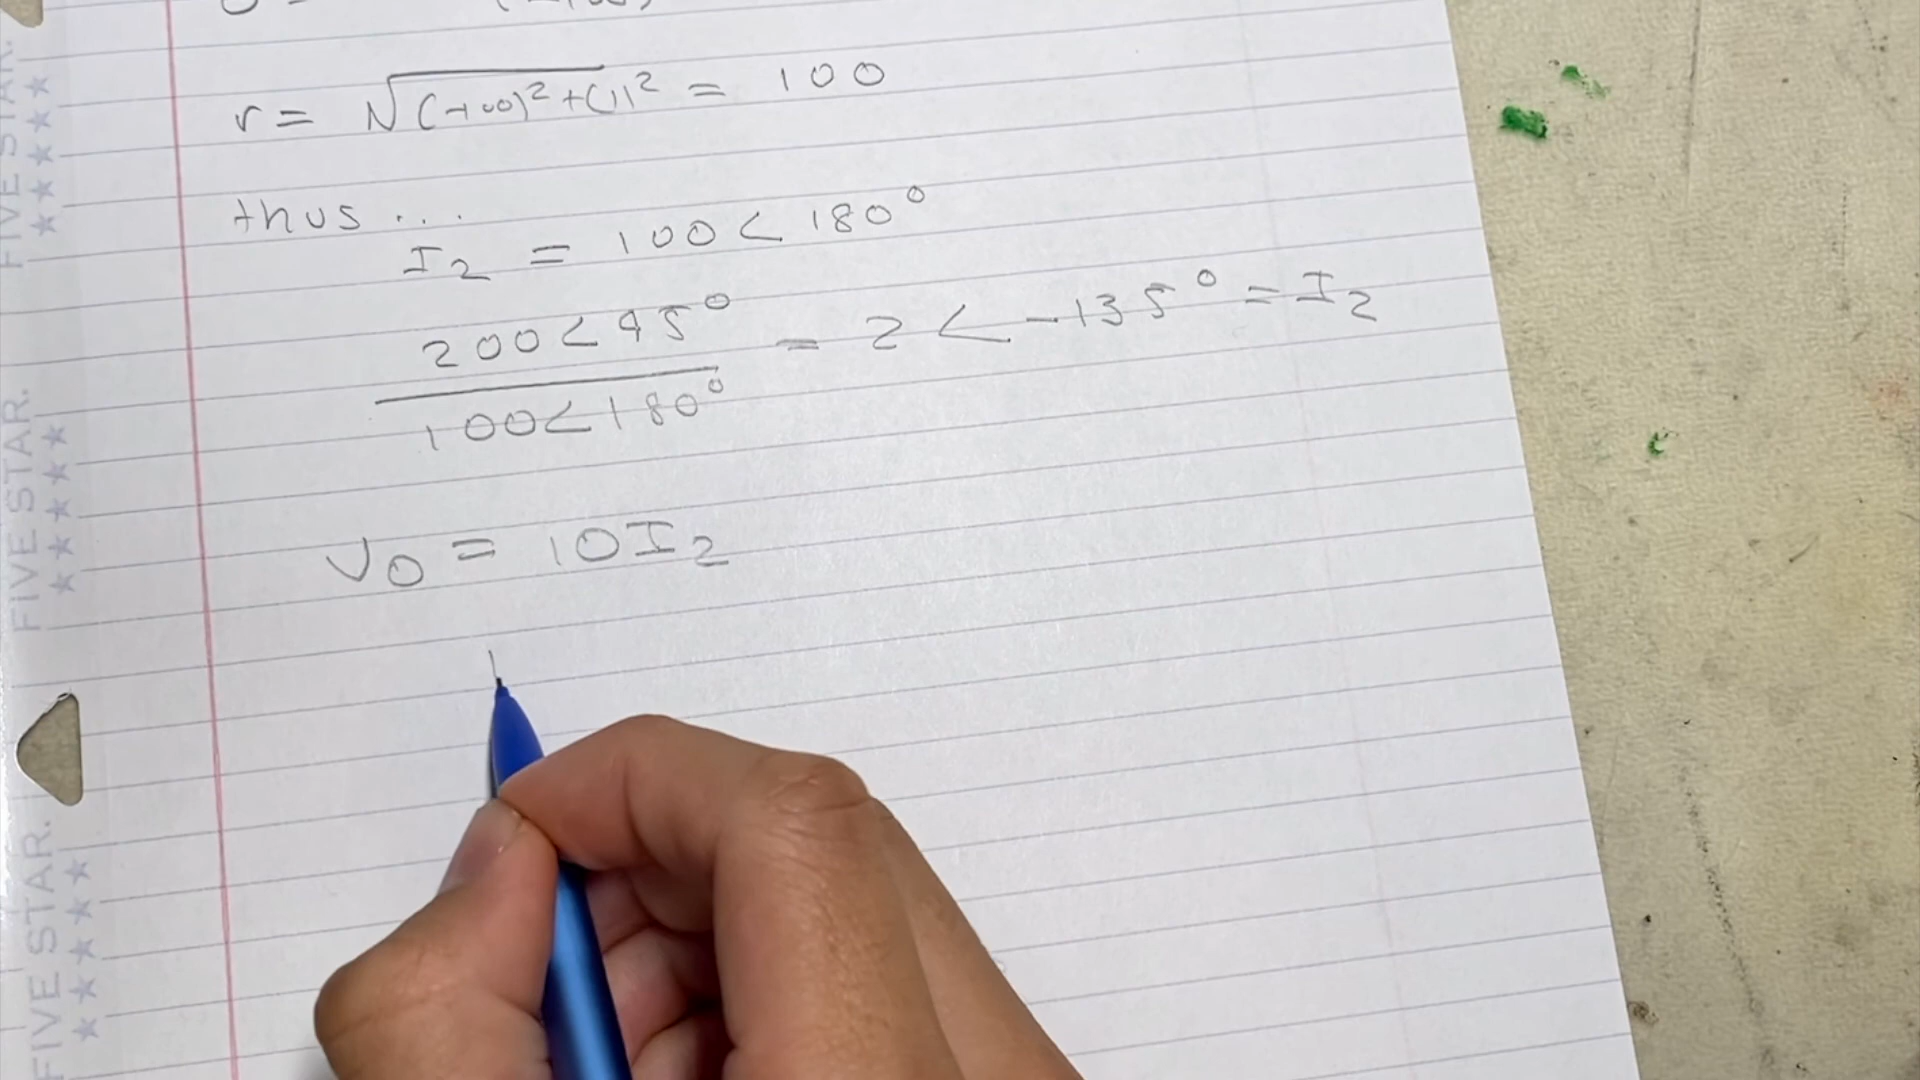 r = √(-100)² + (1)² = 100
thus ...
I₂ = 100 < 180°
200 < 45° / 100 < 180° = 2 < -135° = I₂
V₀ = 10I₂
FIVE STAR.
FIVE STAR.
FIVE STAR.